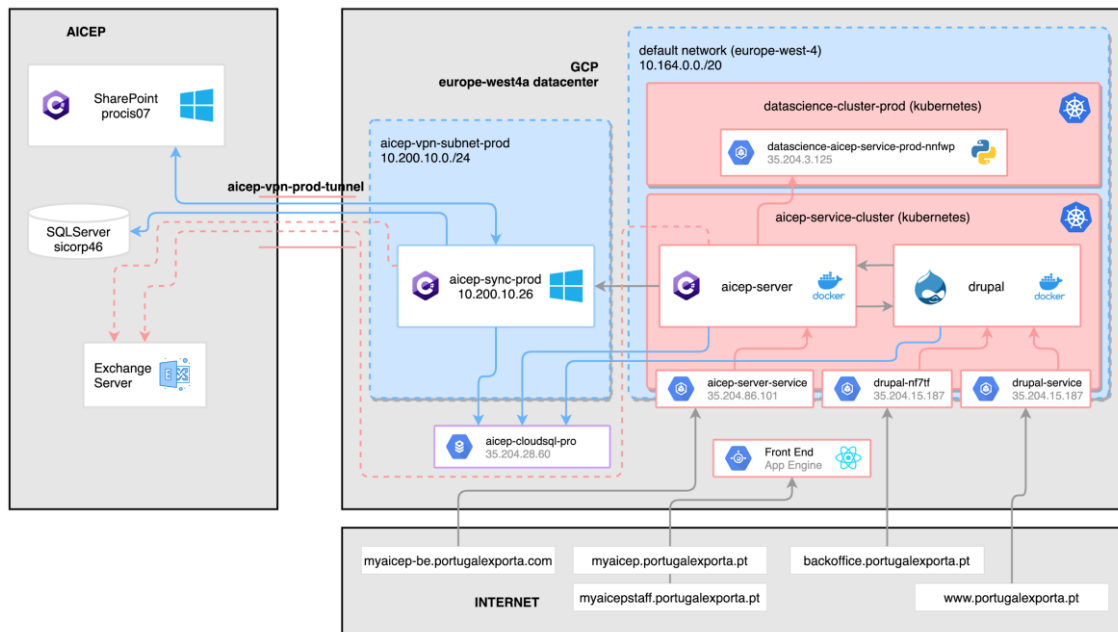 AICEP
SharePoint
procis07
SQLServer
sicorp46
Exchange
Server
aicep-vpn-prod-tunnel
GCP
europe-west4a datacenter
aicep-vpn-subnet-prod
10.200.10.0./24
aicep-sync-prod
10.200.10.26
default network (europe-west-4)
10.164.0.0./20
datascience-cluster-prod (kubernetes)
datascience-aicep-service-prod-nnfwp
35.204.3.125
aicep-service-cluster (kubernetes)
aicep-server
docker
drupal
docker
aicep-server-service
35.204.86.101
drupal-nf7tf
35.204.15.187
drupal-service
35.204.15.187
aicep-cloudsql-pro
35.204.28.60
Front End
App Engine
myaicep-be.portugalexporta.com
myaicep.portugalexporta.pt
backoffice.portugalexporta.pt
myaicepstaff.portugalexporta.pt
www.portugalexporta.pt
INTERNET